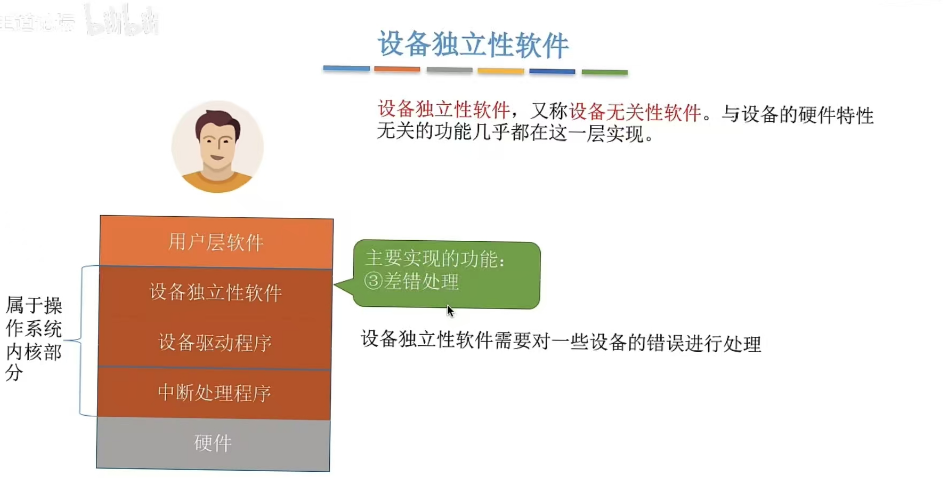 bilibili
设备独立性软件
设备独立性软件，又称设备无关性软件。与设备的硬件特性
无关的功能几乎都在这一层实现。
用户层软件
主要实现的功能：
③差错处理
设备独立性软件
属于操
作系统
内核部
分
设备驱动程序
设备独立性软件需要对一些设备的错误进行处理
中断处理程序
硬件